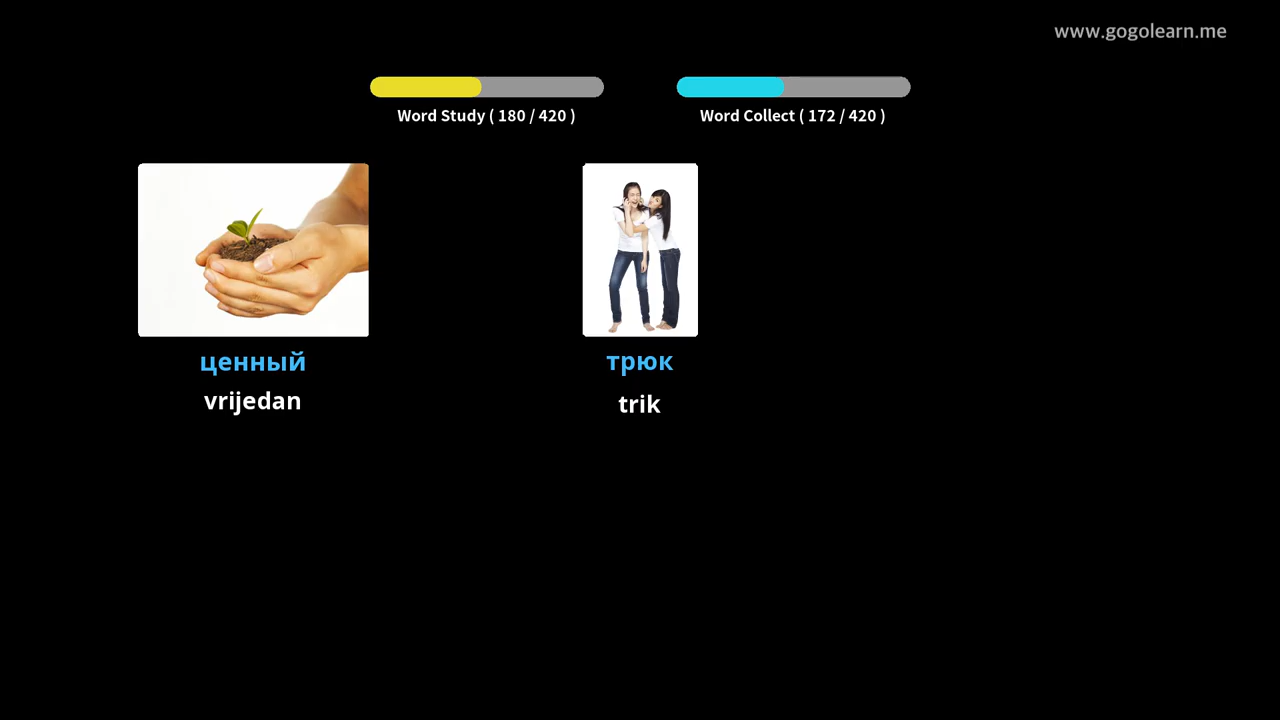 www.gogolearn.me
Word Study ( 180 / 420 )
Word Collect ( 172 / 420 )
ценный
vrijedan
трюк
trik